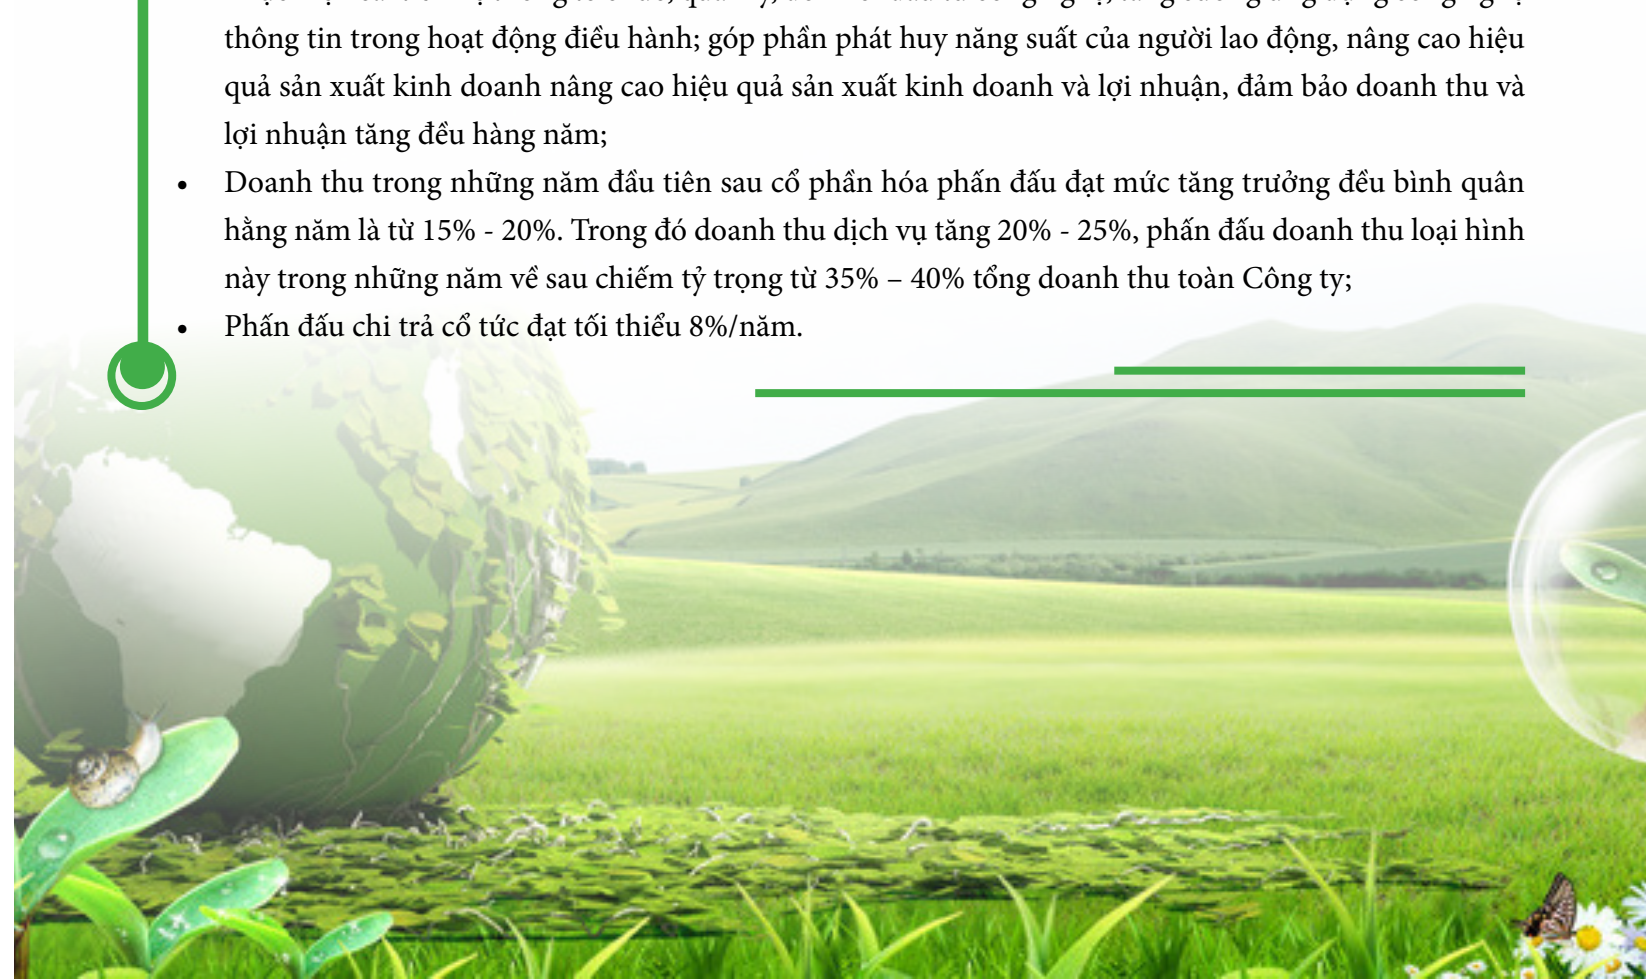 thông tin trong hoạt động điều hành; góp phần phát huy năng suất của người lao động, nâng cao hiệu
quả sản xuất kinh doanh nâng cao hiệu quả sản xuất kinh doanh và lợi nhuận, đảm bảo doanh thu và
lợi nhuận tăng đều hàng năm;
• Doanh thu trong những năm đầu tiên sau cổ phần hóa phấn đấu đạt mức tăng trưởng đều bình quân
hằng năm là từ 15% - 20%. Trong đó doanh thu dịch vụ tăng 20% - 25%, phấn đấu doanh thu loại hình
này trong những năm về sau chiếm tỷ trọng từ 35% – 40% tổng doanh thu toàn Công ty;
• Phấn đấu chi trả cổ tức đạt tối thiểu 8%/năm.